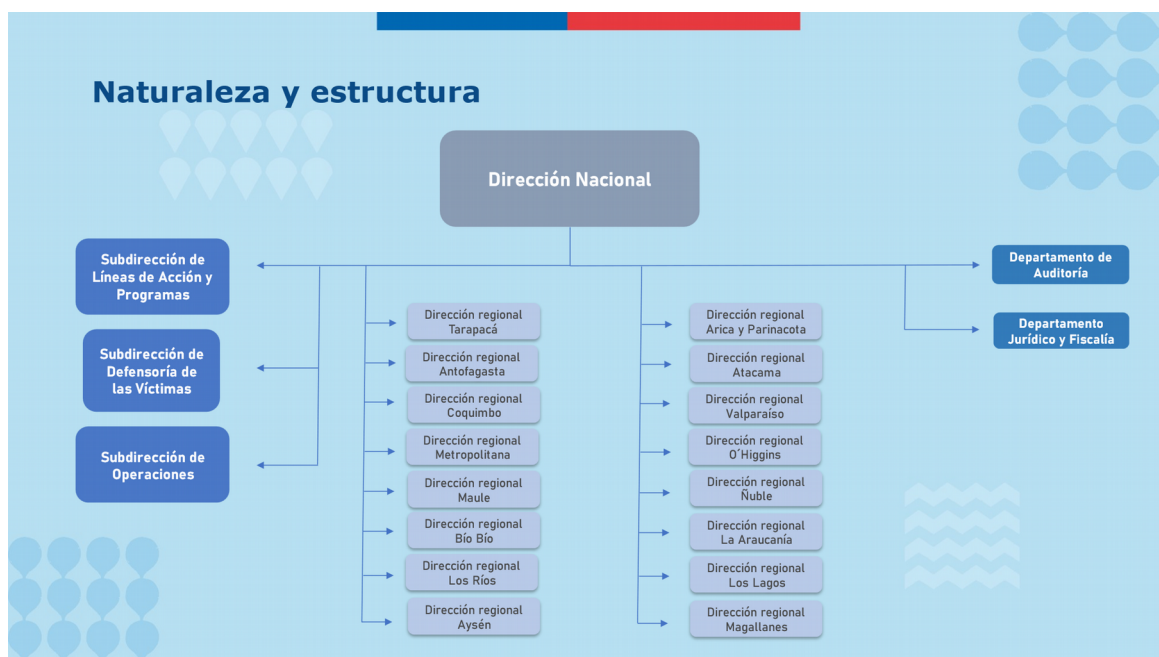 Naturaleza y estructura
Dirección Nacional
Subdirección de
Líneas de Acción y
Programas
Subdirección de
Defensoría de
las Víctimas
Subdirección de
Operaciones
Dirección regional
Tarapacá
Dirección regional
Antofagasta
Dirección regional
Coquimbo
Dirección regional
Metropolitana
Dirección regional
Maule
Dirección regional
Bío Bío
Dirección regional
Los Ríos
Dirección regional
Aysén
Dirección regional
Arica y Parinacota
Dirección regional
Atacama
Dirección regional
Valparaíso
Dirección regional
O´Higgins
Dirección regional
Ñuble
Dirección regional
La Araucanía
Dirección regional
Los Lagos
Dirección regional
Magallanes
Departamento de
Auditoría
Departamento
Jurídico y Fiscalía